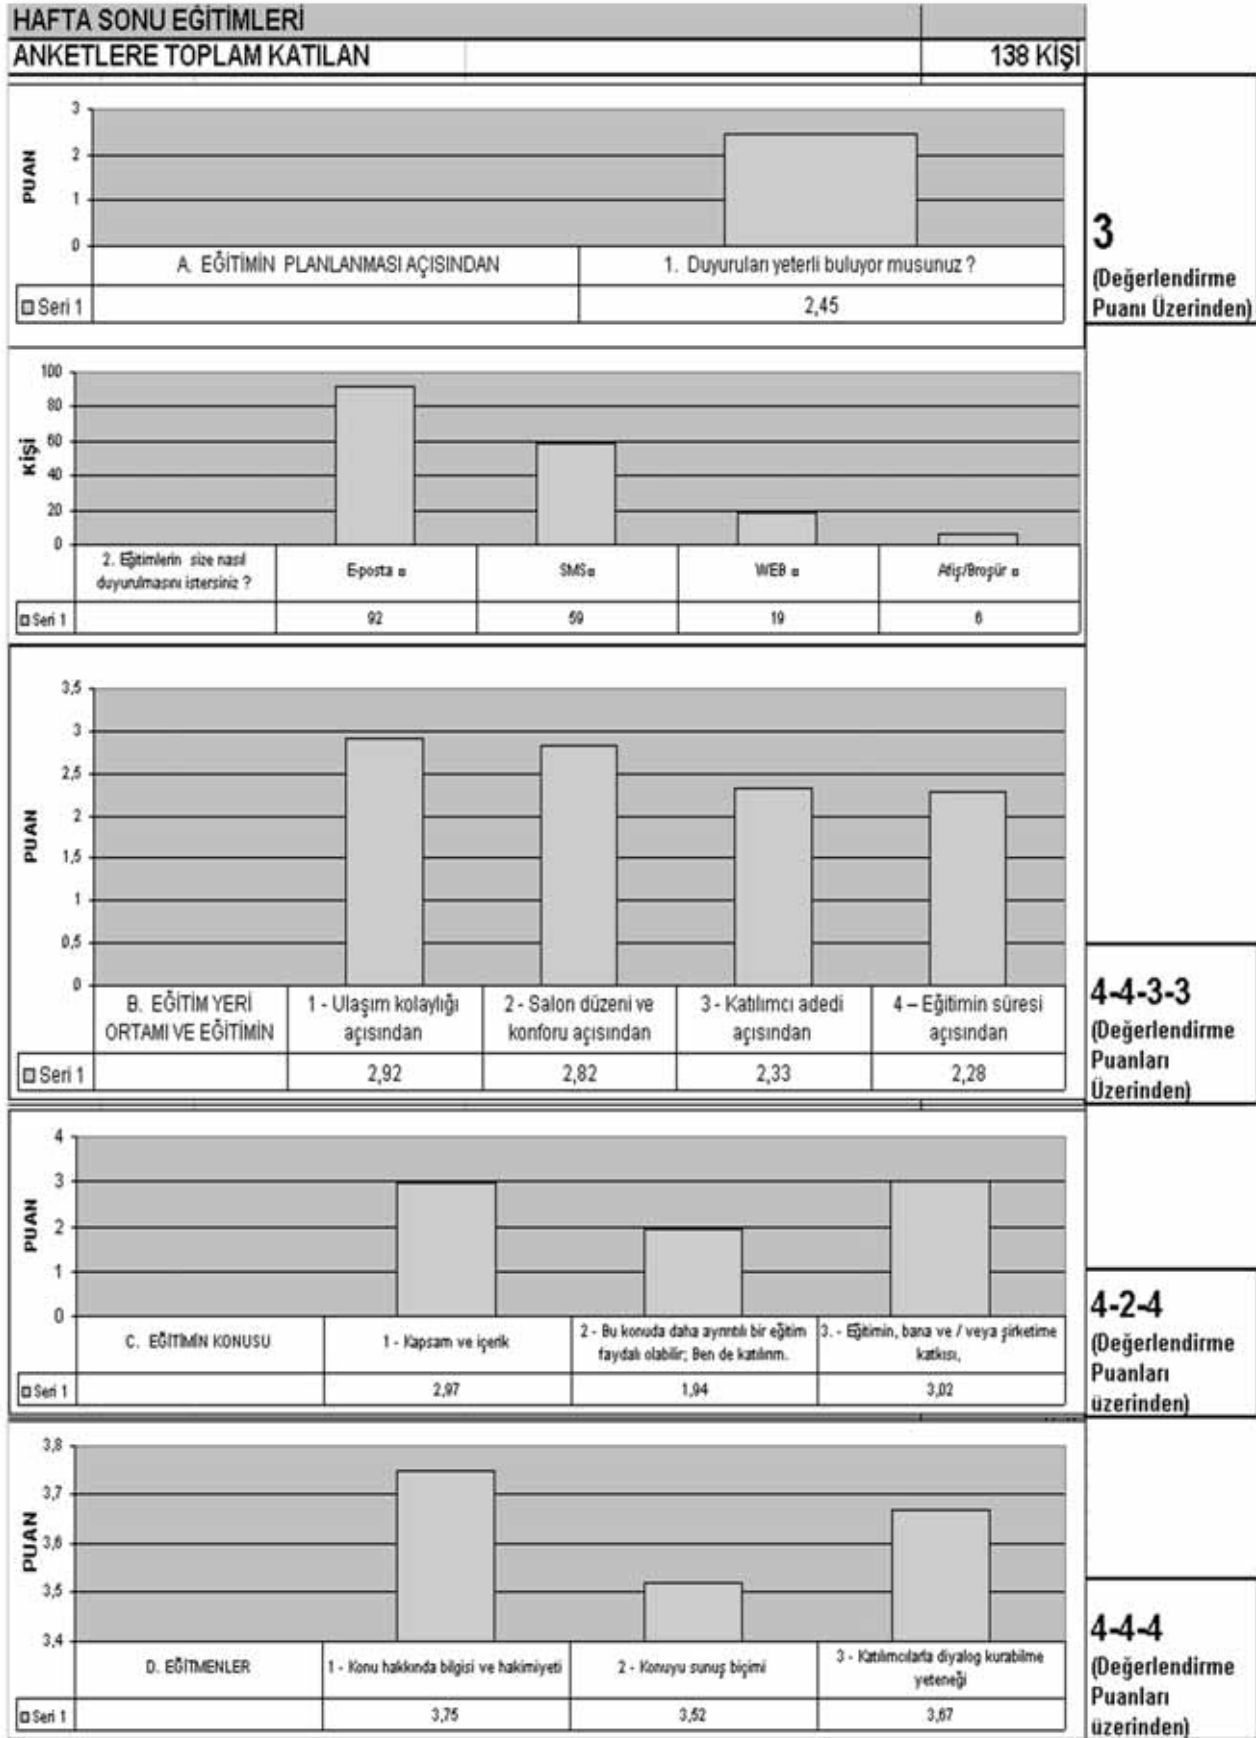 HAFTA SONU EĞİTİMLERİ
ANKETLERE TOPLAM KATILAN 138 KİŞİ
PUAN
3
2
1
0
A. EĞİTİMİN PLANLANMASI AÇISINDAN
1. Duyuruları yeterli buluyor musunuz ?
Seri 1
2,45
3
(Değerlendirme
Puanı Üzerinden)
KİŞİ
100
80
60
40
20
0
2. Eğitimlerin size nasıl
duyurulmasını istersiniz ?
E-posta
SMS
WEB
Afiş/Broşür
Seri 1
92
59
19
6
PUAN
3,5
3
2,5
2
1,5
1
0,5
0
B. EĞİTİM YERİ
ORTAMI VE EĞİTİMİN
1 - Ulaşım kolaylığı
açısından
2 - Salon düzeni ve
konforu açısından
3 - Katılımcı adedi
açısından
4 – Eğitimin süresi
açısından
Seri 1
2,92
2,82
2,33
2,28
4-4-3-3
(Değerlendirme
Puanları
Üzerinden)
PUAN
4
3
2
1
0
C. EĞİTİMİN KONUSU
1 - Kapsam ve içerik
2 - Bu konuda daha ayrıntılı bir eğitim
faydalı olabilir; Ben de katılırım.
3. - Eğitimin, bana ve / veya şirketime
katkısı,
Seri 1
2,97
1,94
3,02
4-2-4
(Değerlendirme
Puanları
üzerinden)
PUAN
3,8
3,7
3,6
3,5
3,4
D. EĞİTMENLER
1 - Konu hakkında bilgisi ve hakimiyeti
2 - Konuyu sunuş biçimi
3 - Katılımcılarla diyalog kurabilme
yeteneği
Seri 1
3,75
3,52
3,67
4-4-4
(Değerlendirme
Puanları
üzerinden)